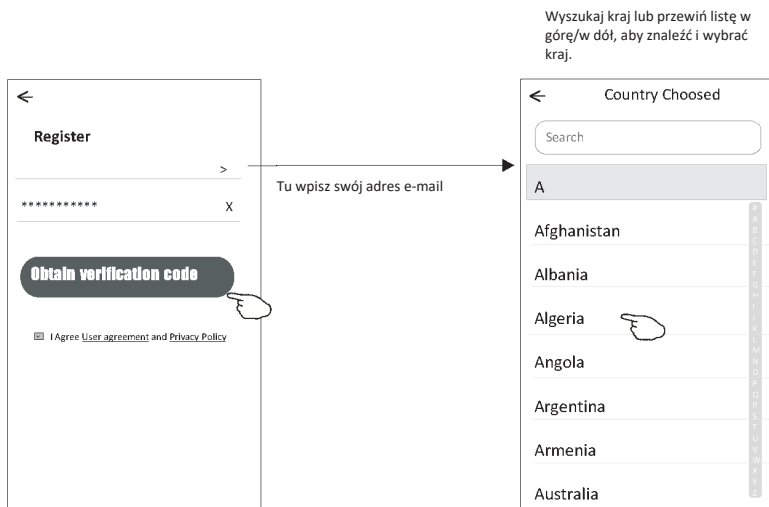 Wyszukaj kraj lub przewiń listę w
górę/w dół, aby znaleźć i wybrać
kraj.
Register
>
*********** X
Obtain verification code
I Agree User agreement and Privacy Policy
Tu wpisz swój adres e-mail
Country Choosed
Search
A
Afghanistan
Albania
Algeria
Angola
Argentina
Armenia
Australia
#
A
B
C
D
E
F
G
H
I
J
K
L
M
N
O
P
Q
R
S
T
U
V
W
X
Y
Z